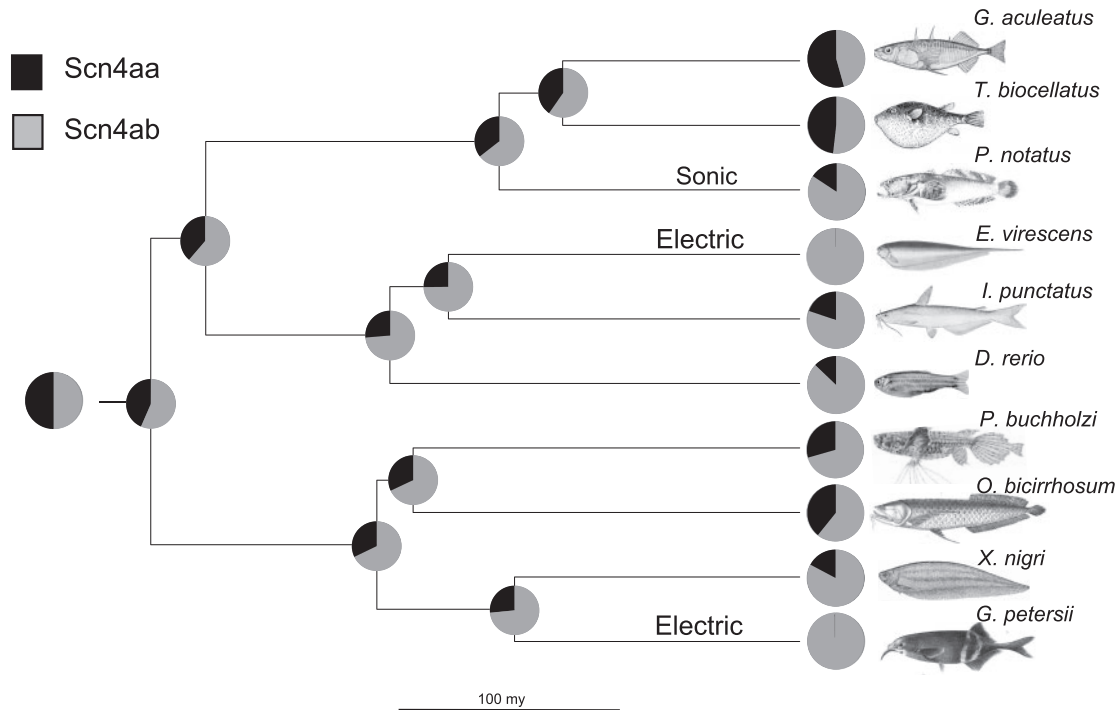 Scn4aa
Scn4ab
G. aculeatus
T. biocellatus
P. notatus
Sonic
E. virescens
Electric
I. punctatus
D. rerio
P. buchholzi
O. bicirrhosum
X. nigri
G. petersii
Electric
100 my